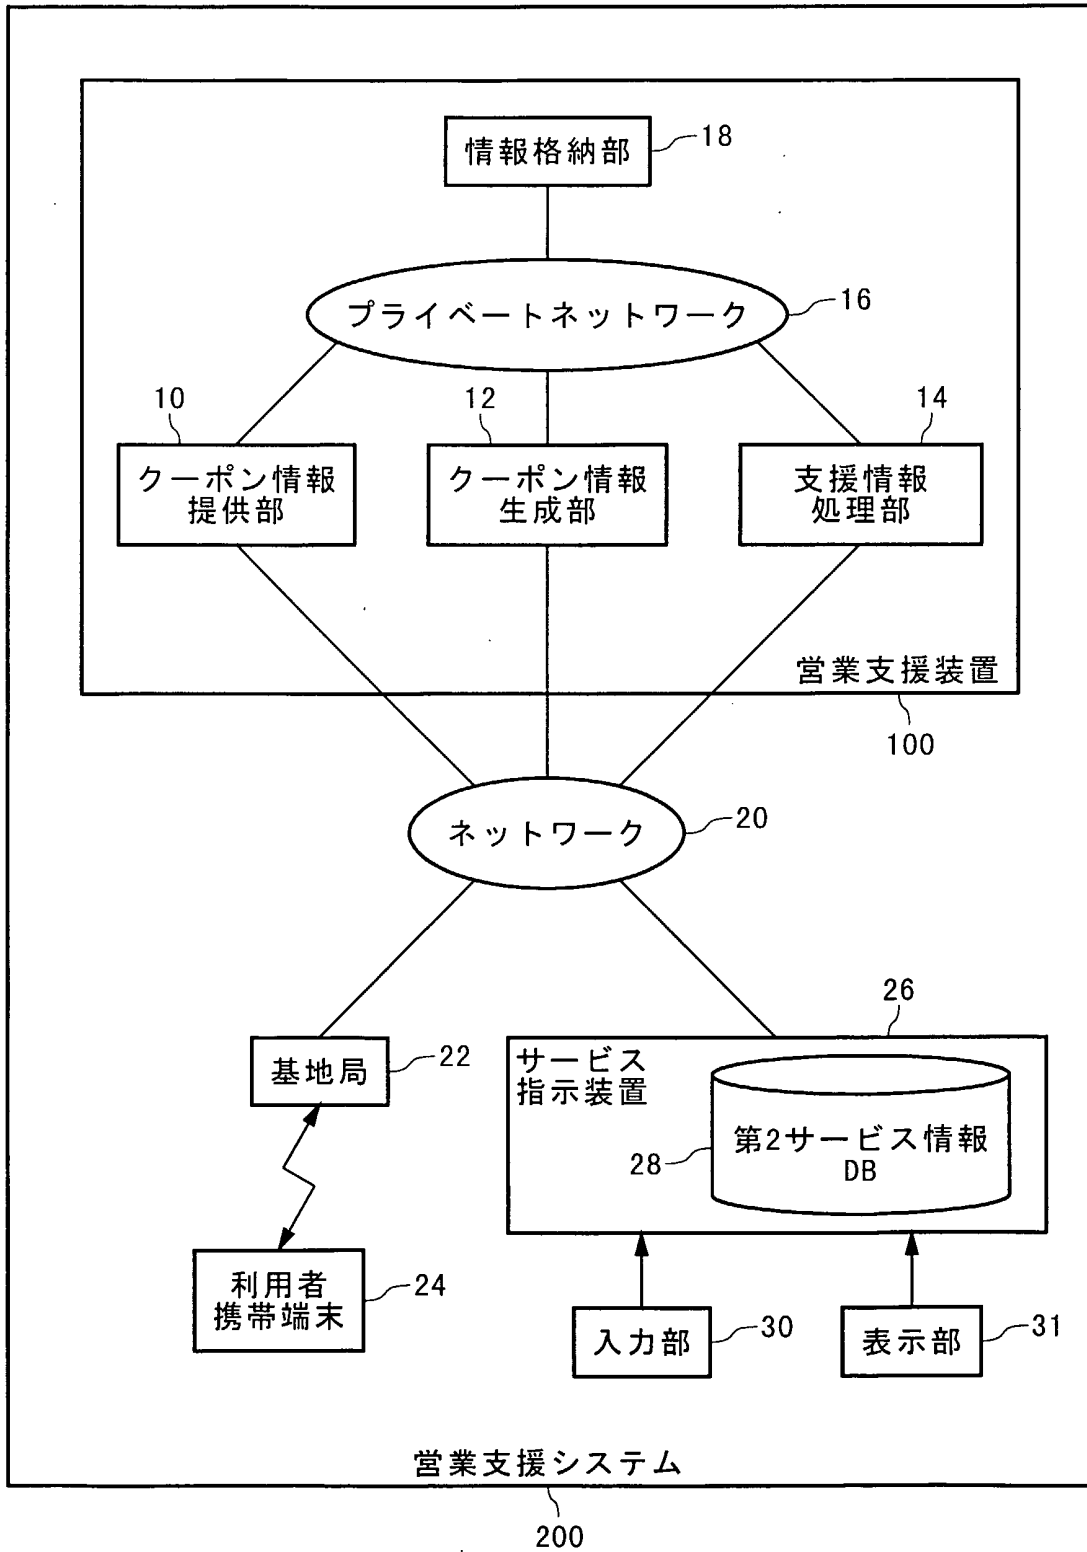 情報格納部
18
プライベートネットワーク
16
10
12
14
クーポン情報
提供部
クーポン情報
生成部
支援情報
処理部
営業支援装置
100
ネットワーク
20
26
基地局
22
サービス
指示装置
28
第2サービス情報
DB
利用者
携帯端末
24
入力部
30
表示部
31
営業支援システム
200